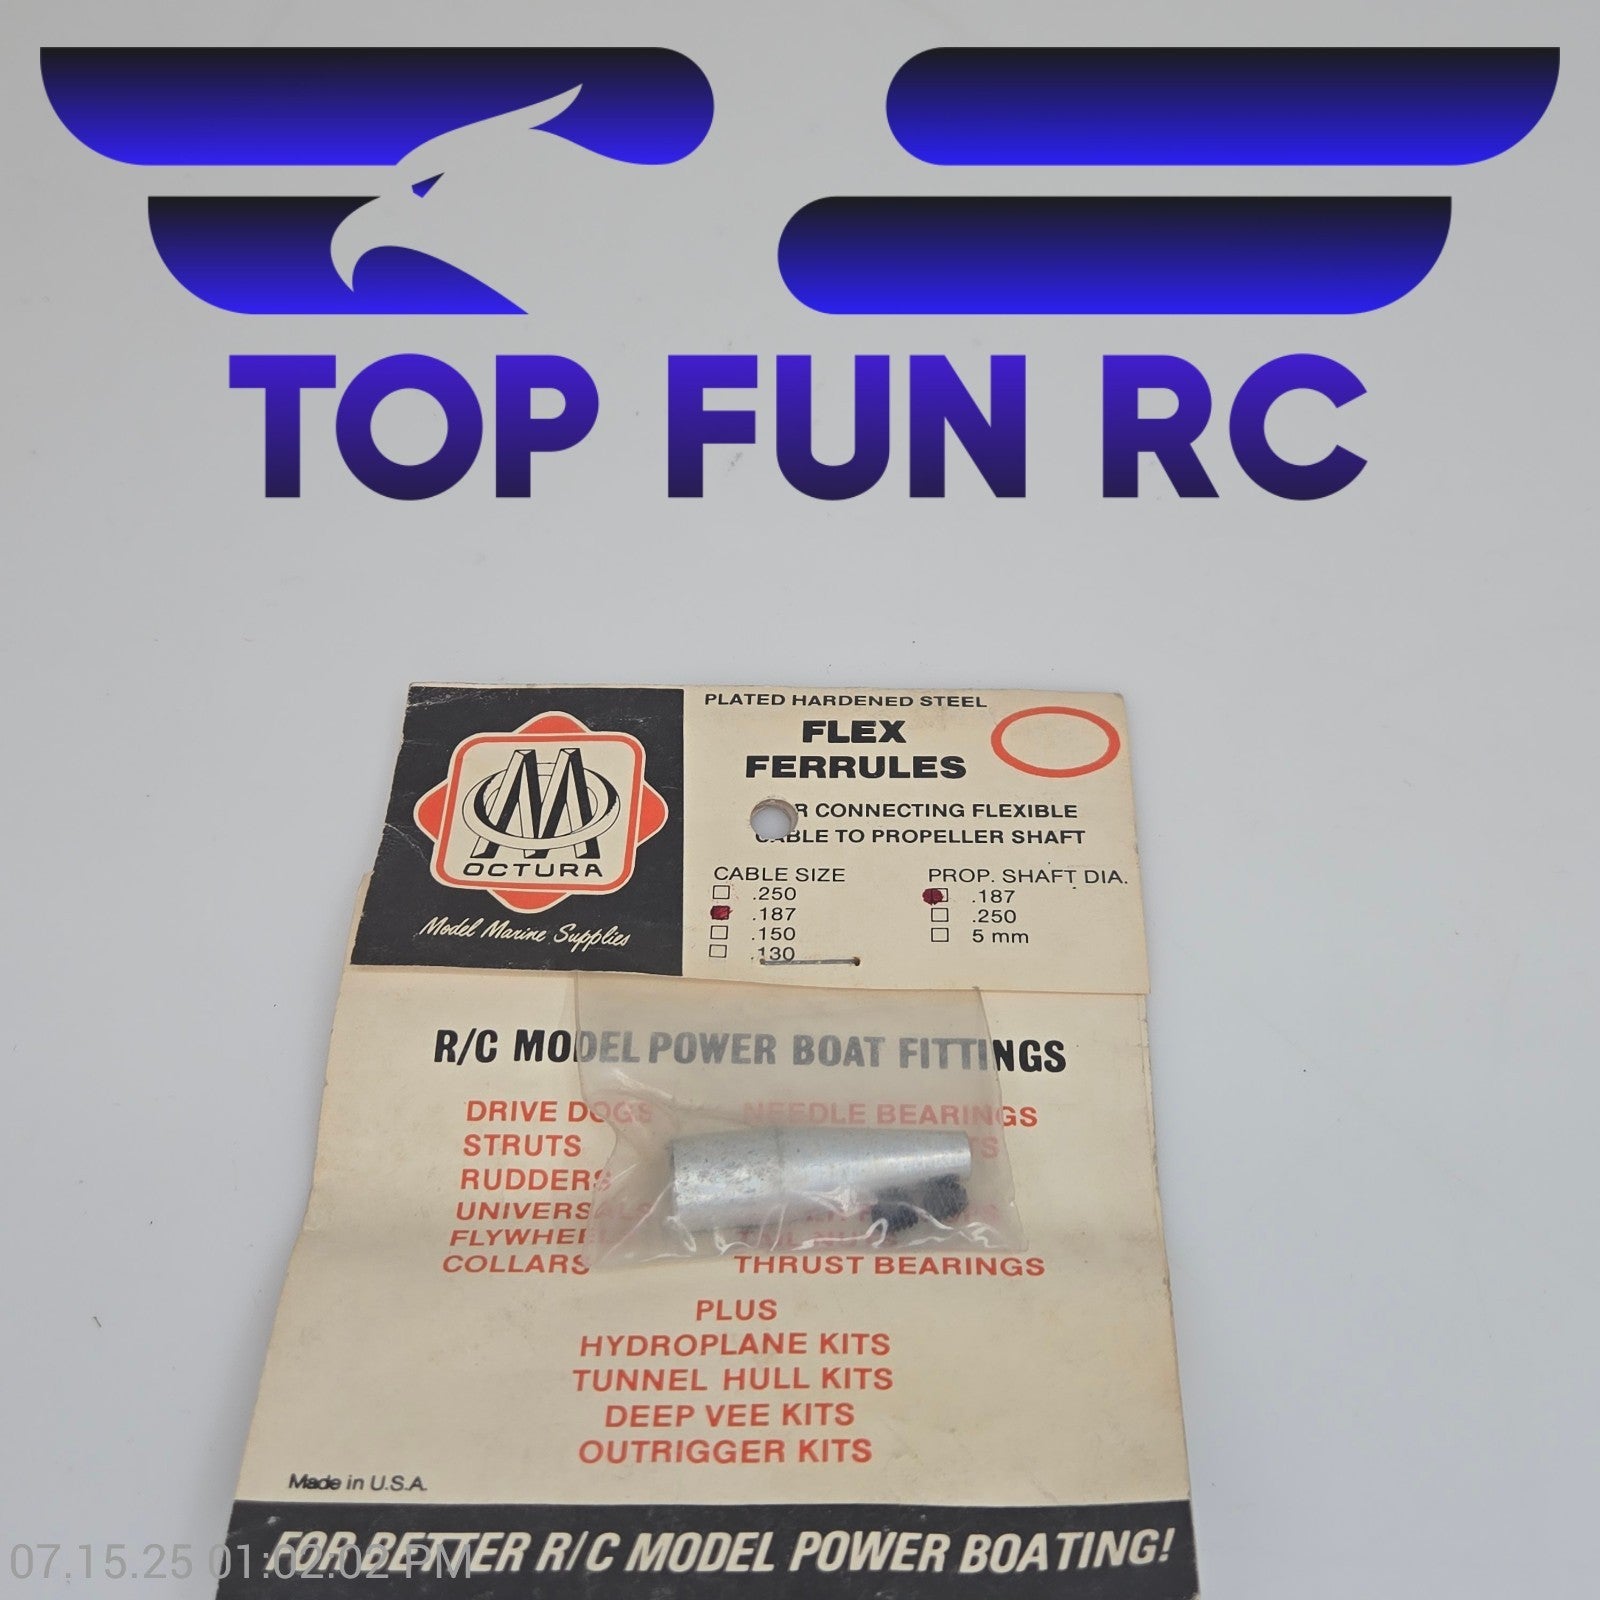 TOP FUN RC
PLATED HARDENED STEEL
FLEX
FERRULES
CONNECTING FLEXIBLE
CABLE TO PROPELLER SHAFT
OCTURA
Model Marine Supplies
CABLE SIZE
.250
.187
.150
.130
PROP. SHAFT DIA.
.187
.250
5 mm
R/C MODEL POWER BOAT FITTINGS
DRIVE DOGS
STRUTS
RUDDERS
UNIVERSALS
FLYWHEE
COLLARS
NEEDLE BEARINGS
THRUST BEARINGS
PLUS
HYDROPLANE KITS
TUNNEL HULL KITS
DEEP VEE KITS
OUTRIGGER KITS
Made in U.S.A.
FOR BETTER R/C MODEL POWER BOATING!
07.15.25 01:02:02 PM